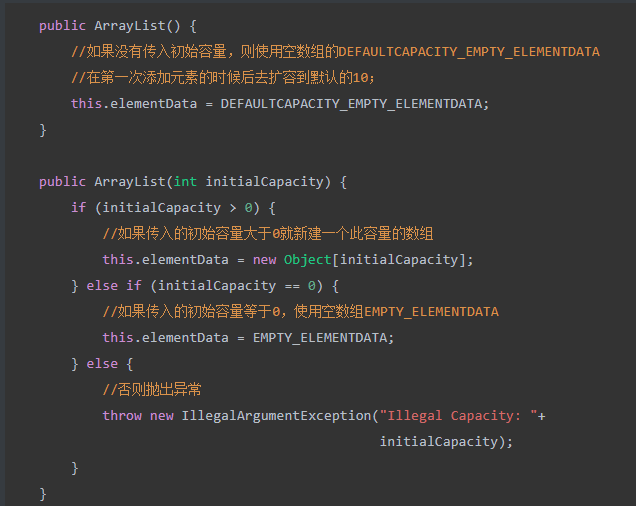 public ArrayList() {
//如果没有传入初始容量，则使用空数组的DEFAULTCAPACITY_EMPTY_ELEMENTDATA
//在第一次添加元素的时候后去扩容到默认的10；
this.elementData = DEFAULTCAPACITY_EMPTY_ELEMENTDATA;
}
public ArrayList(int initialCapacity) {
if (initialCapacity > 0) {
//如果传入的初始容量大于0就新建一个此容量的数组
this.elementData = new Object[initialCapacity];
} else if (initialCapacity == 0) {
//如果传入的初始容量等于0，使用空数组EMPTY_ELEMENTDATA
this.elementData = EMPTY_ELEMENTDATA;
} else {
//否则抛出异常
throw new IllegalArgumentException("Illegal Capacity: "+
initialCapacity);
}
}